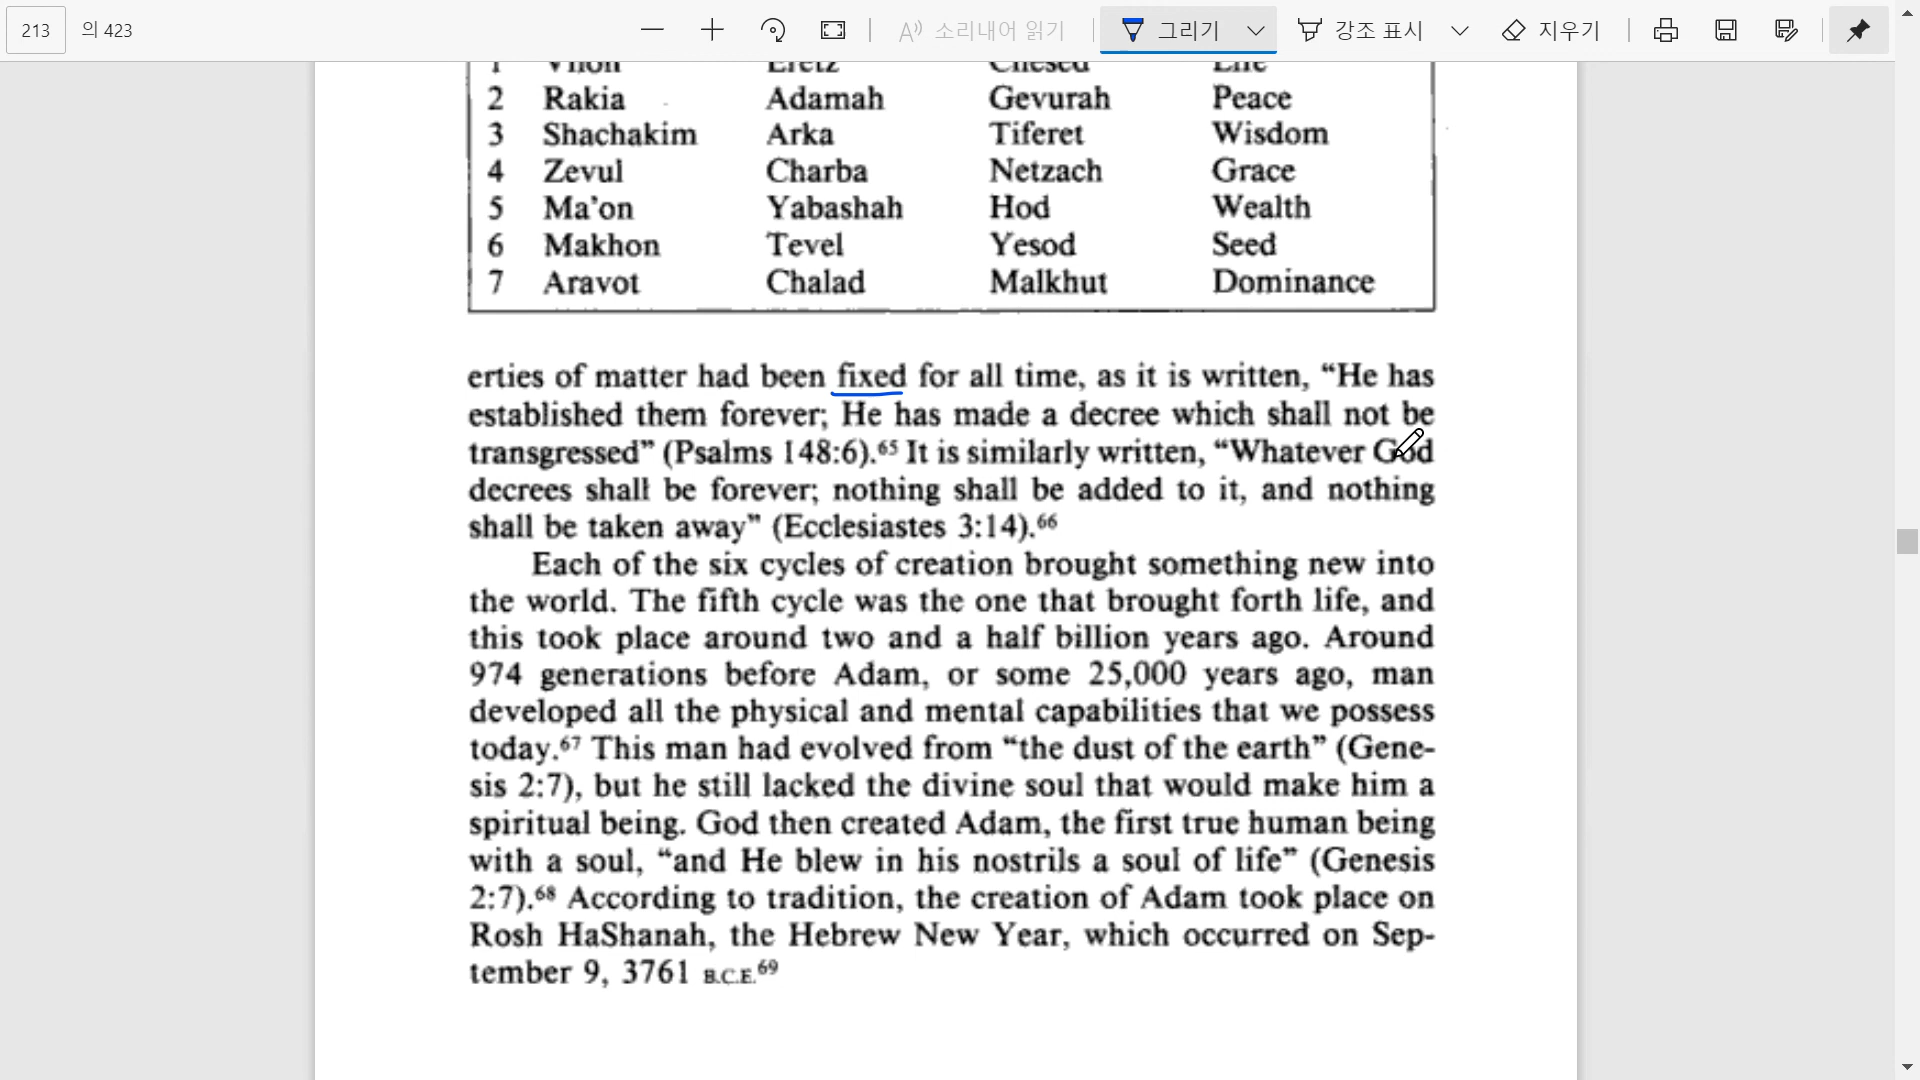 213 의 423 소리내어 읽기 그리기 강조 표시 지우기
1 Vilon Eretz Chesed Life
2 Rakia Adamah Gevurah Peace
3 Shachakim Arka Tiferet Wisdom
4 Zevul Charba Netzach Grace
5 Ma’on Yabashah Hod Wealth
6 Makhon Tevel Yesod Seed
7 Aravot Chalad Malkhut Dominance
erties of matter had been fixed for all time, as it is written, “He has
established them forever; He has made a decree which shall not be
transgressed” (Psalms 148:6).65 It is similarly written, “Whatever God
decrees shall be forever; nothing shall be added to it, and nothing
shall be taken away” (Ecclesiastes 3:14).66
Each of the six cycles of creation brought something new into
the world. The fifth cycle was the one that brought forth life, and
this took place around two and a half billion years ago. Around
974 generations before Adam, or some 25,000 years ago, man
developed all the physical and mental capabilities that we possess
today.67 This man had evolved from “the dust of the earth” (Gene-
sis 2:7), but he still lacked the divine soul that would make him a
spiritual being. God then created Adam, the first true human being
with a soul, “and He blew in his nostrils a soul of life” (Genesis
2:7).68 According to tradition, the creation of Adam took place on
Rosh HaShanah, the Hebrew New Year, which occurred on Sep-
tember 9, 3761 B.C.E.69